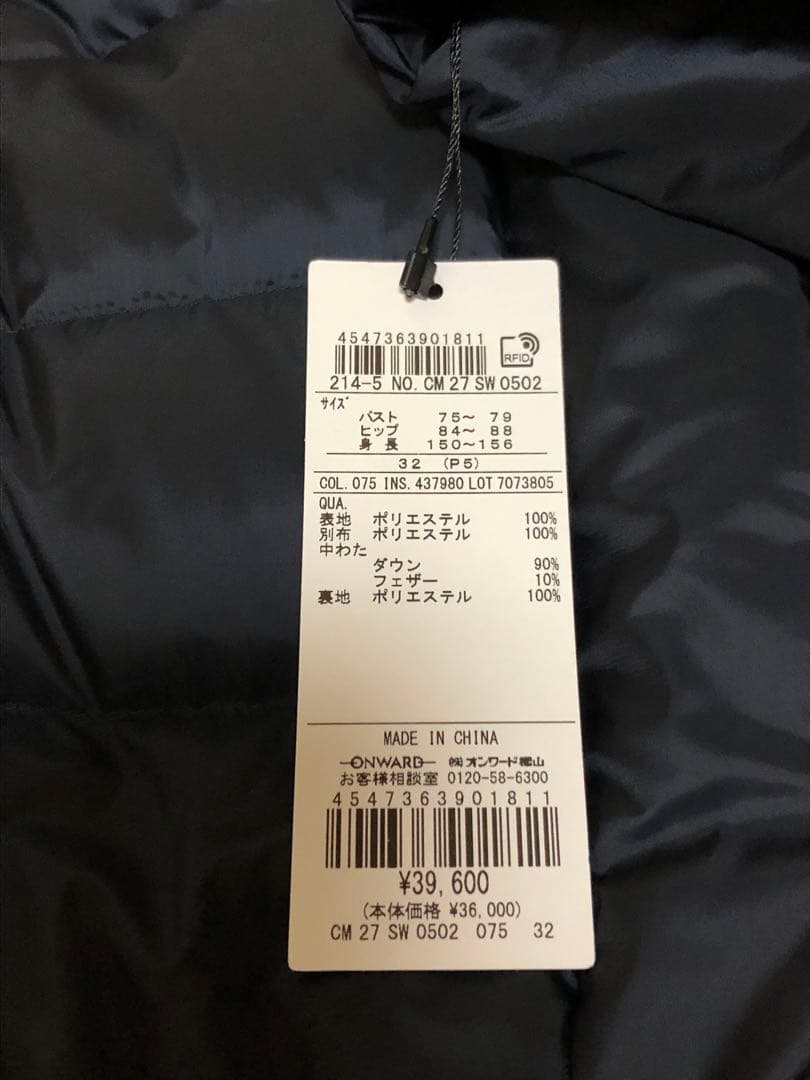 4547363901811
RFID
214-5 NO. CM 27 SW 0502
サイズ
バスト 75～ 79
ヒップ 84～ 88
身 長 150～156
32 (P5)
COL. 075 INS. 437980 LOT 7073805
QUA.
表地 ポリエステル 100%
別布 ポリエステル 100%
中わた
ダウン 90%
フェザー 10%
裏地 ポリエステル 100%
MADE IN CHINA
ONWARD ㈱オンワード樫山
お客様相談室 0120-58-6300
4547363901811
¥39,600
(本体価格 ¥36,000)
CM 27 SW 0502 075 32